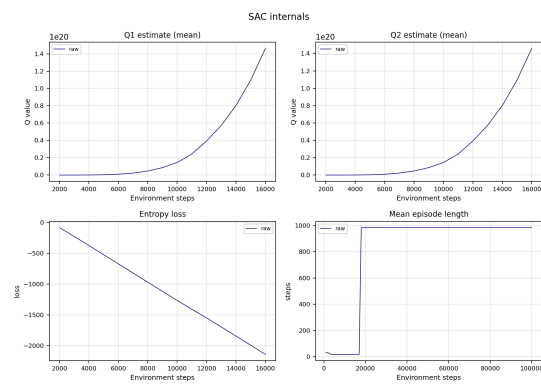 SAC internals
Q1 estimate (mean)
1e20
raw
Q value
1.4
1.2
1.0
0.8
0.6
0.4
0.2
0.0
2000 4000 6000 8000 10000 12000 14000 16000
Environment steps
Q2 estimate (mean)
1e20
raw
Q value
1.4
1.2
1.0
0.8
0.6
0.4
0.2
0.0
2000 4000 6000 8000 10000 12000 14000 16000
Environment steps
Entropy loss
raw
loss
0
−500
−1000
−1500
−2000
2000 4000 6000 8000 10000 12000 14000 16000
Environment steps
Mean episode length
raw
steps
1000
800
600
400
200
0
0 20000 40000 60000 80000 100000
Environment steps